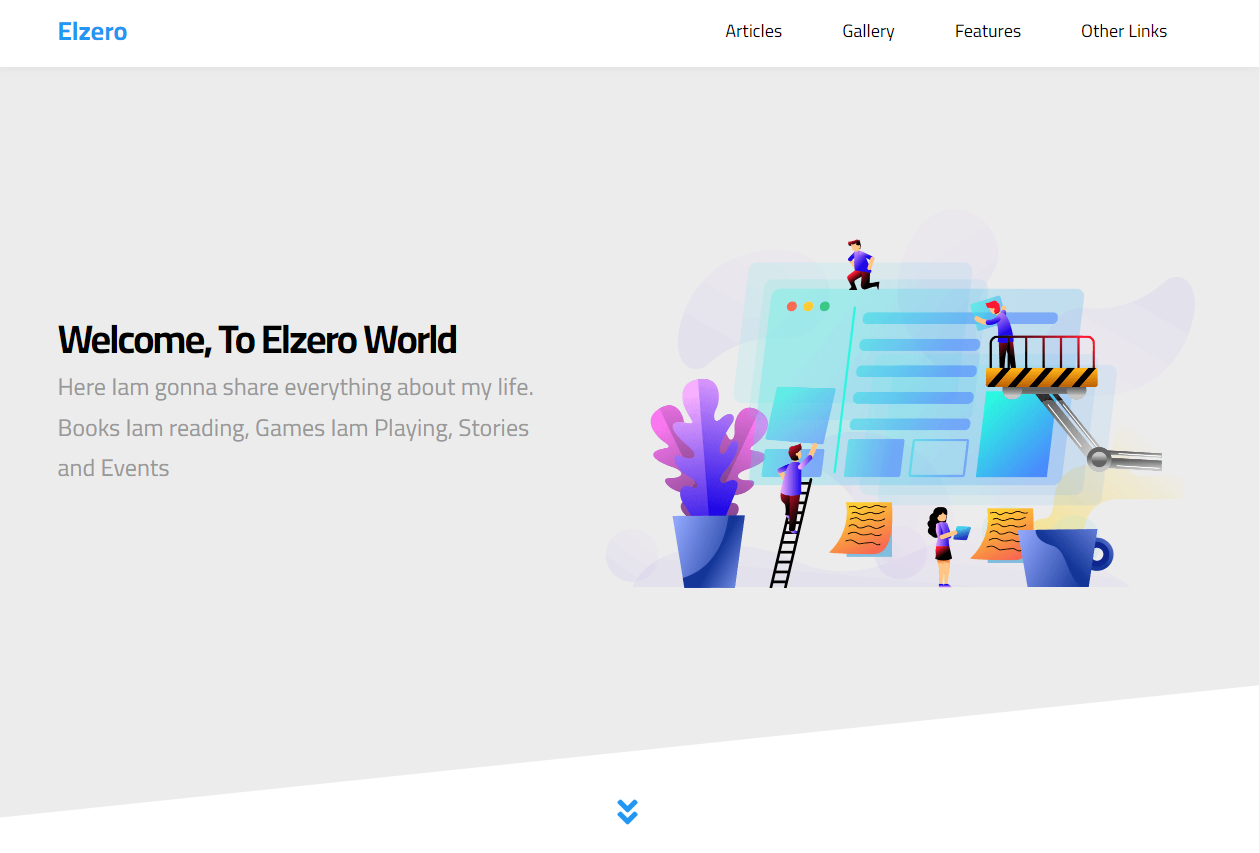 Elzero
Articles
Gallery
Features
Other Links
Welcome, To Elzero World
Here Iam gonna share everything about my life.
Books Iam reading, Games Iam Playing, Stories
and Events